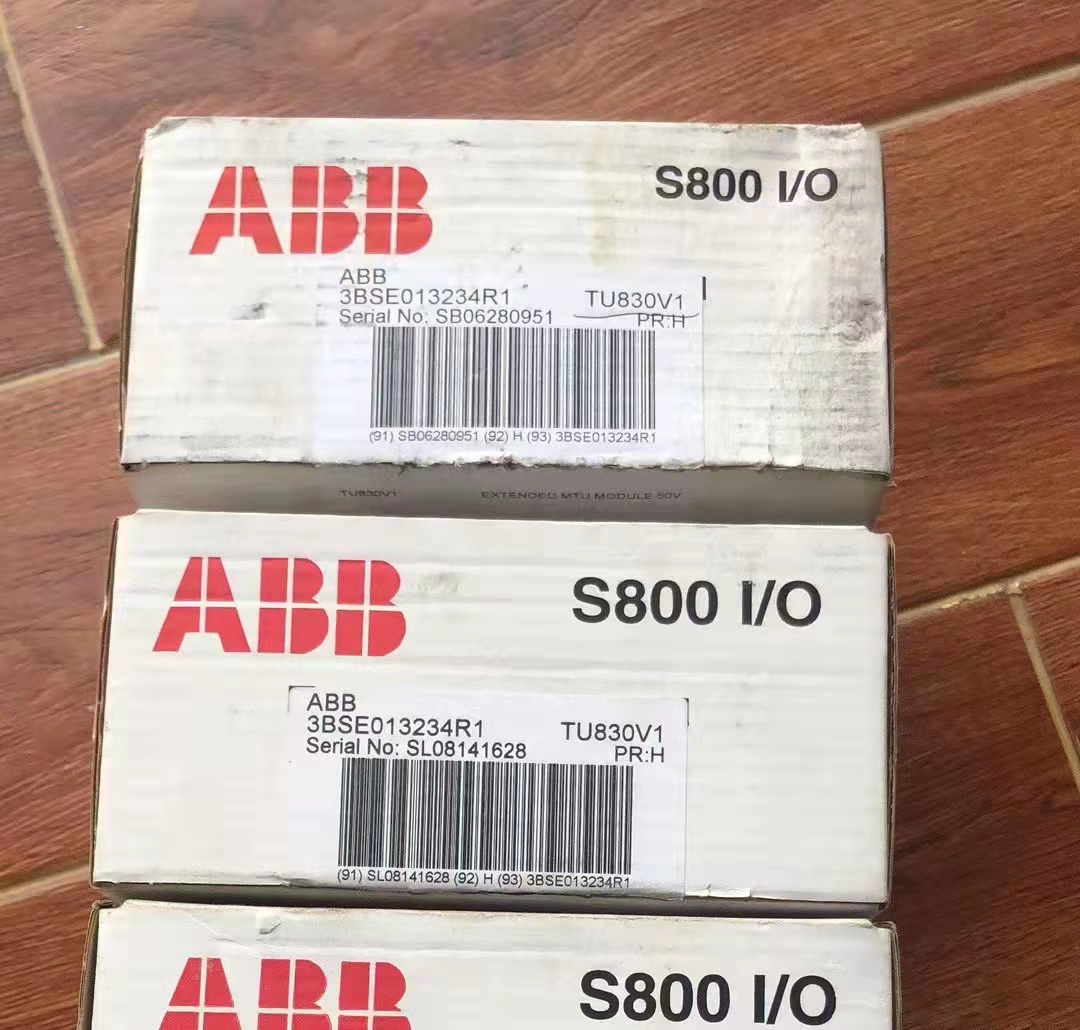 ABB
S800 I/O
ABB
3BSE013234R1
TU830V1
Serial No: SB06280951
PR:H
(91) SB06280951 (92) H (93) 3BSE013234R1
TU830V1
EXTENDED MTU MODULE 50V
ABB
S800 I/O
ABB
3BSE013234R1
TU830V1
Serial No: SL08141628
PR:H
(91) SL08141628 (92) H (93) 3BSE013234R1
ABB
S800 I/O